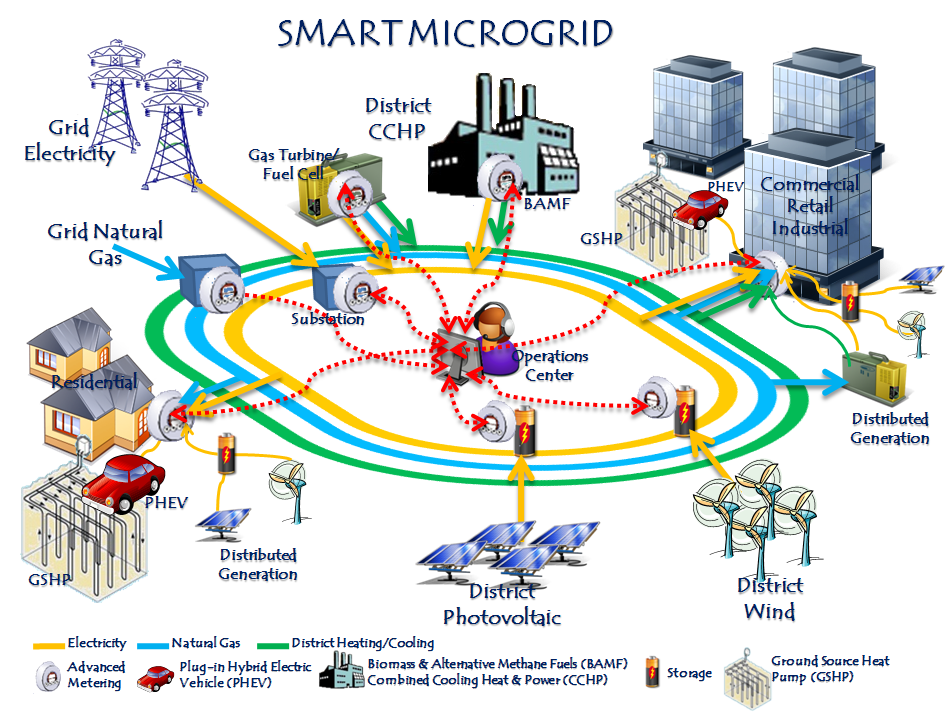 SMART MICROGRID
Grid
Electricity
District
CCHP
Gas Turbine/
Fuel Cell
BAMF
PHEV
Commercial
Retail
Industrial
GSHP
Grid Natural
Gas
Substation
Operations
Center
Residential
Distributed
Generation
PHEV
GSHP
Distributed
Generation
District
Photovoltaic
District
Wind
Electricity
Natural Gas
District Heating/Cooling
Advanced
Metering
Plug-in Hybrid Electric
Vehicle (PHEV)
Biomass & Alternative Methane Fuels (BAMF)
Combined Cooling Heat & Power (CCHP)
Storage
Ground Source Heat
Pump (GSHP)